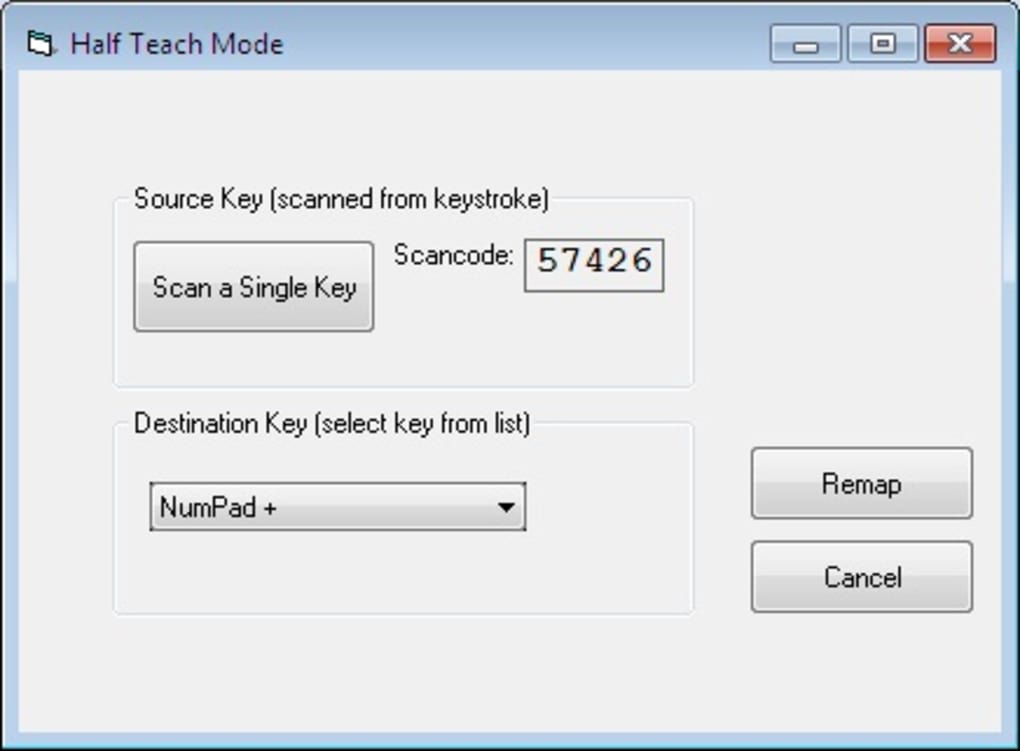 Half Teach Mode
Source Key (scanned from keystroke)
Scan a Single Key
Scancode: 57426
Destination Key (select key from list)
NumPad +
Remap
Cancel